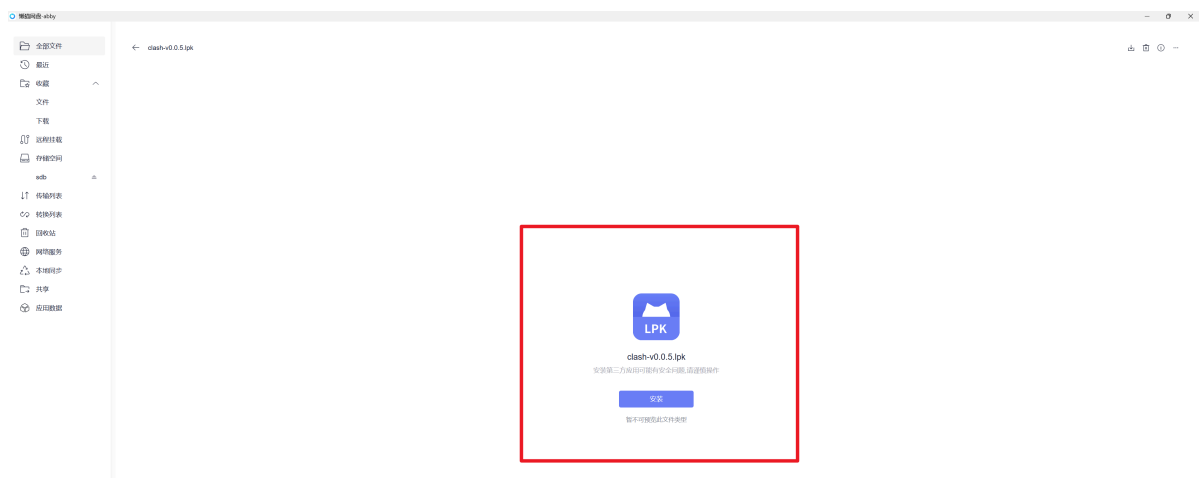 懒猫网盘-abby
全部文件
最近
收藏
文件
下载
远程挂载
存储空间
sdb
传输列表
转换列表
回收站
网络服务
本地同步
共享
应用数据
clash-v0.0.5.lpk
LPK
clash-v0.0.5.lpk
安装第三方应用可能有安全问题,请谨慎操作
安装
暂不可预览此文件类型